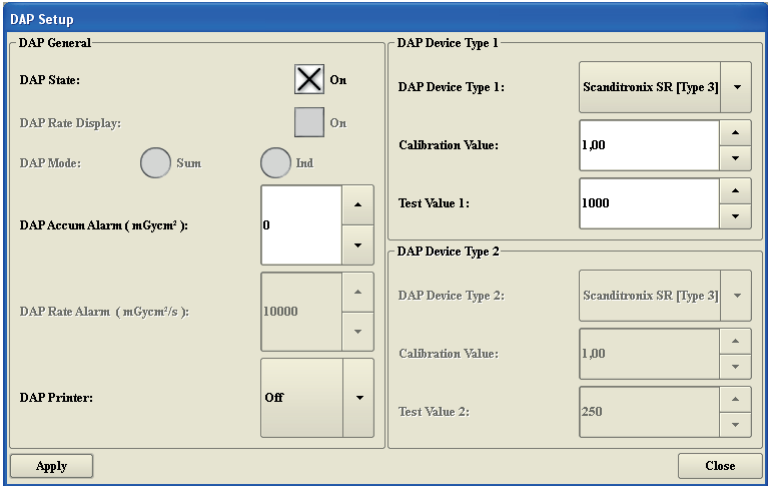 DAP Setup
DAP General
DAP State: On
DAP Rate Display: On
DAP Mode: Sum Ind
DAP Accum Alarm ( mGycm² ): 0
DAP Rate Alarm ( mGycm²/s ): 10000
DAP Printer: Off
DAP Device Type 1
DAP Device Type 1: Scanditronix SR [Type 3]
Calibration Value: 1,00
Test Value 1: 1000
DAP Device Type 2
DAP Device Type 2: Scanditronix SR [Type 3]
Calibration Value: 1,00
Test Value 2: 250
Apply Close